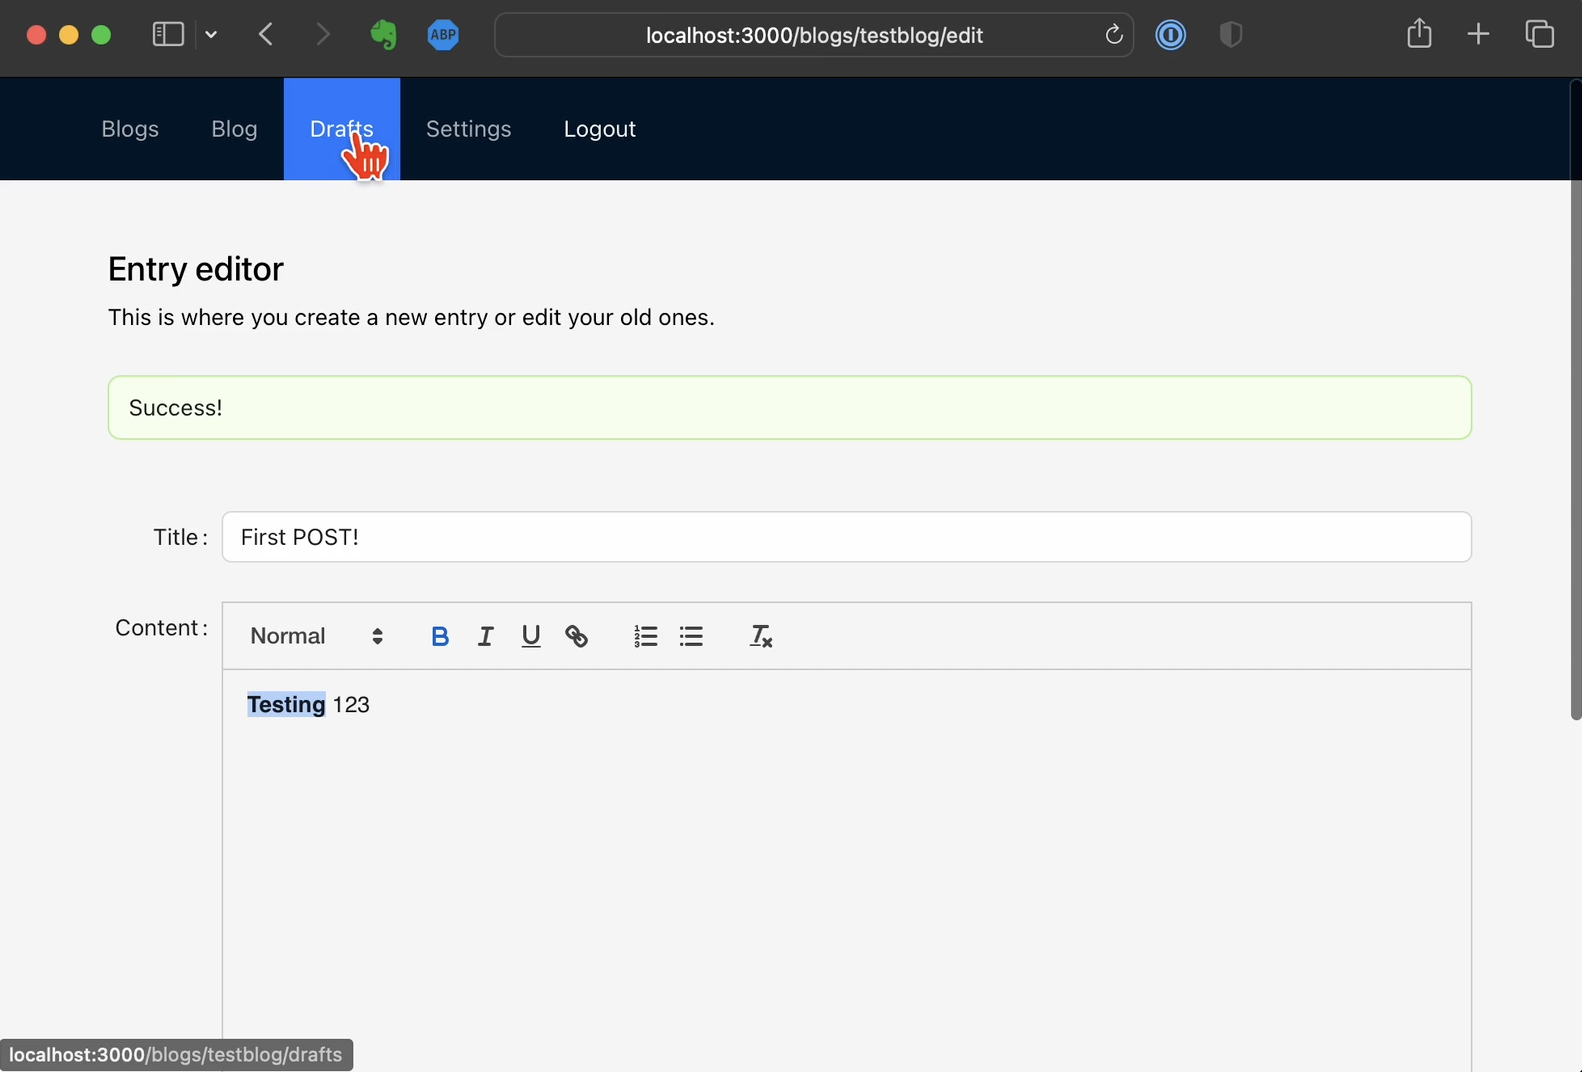 ABP
localhost:3000/blogs/testblog/edit
Blogs Blog Drafts Settings Logout
Entry editor
This is where you create a new entry or edit your old ones.
Success!
Title: First POST!
Content: Normal B I U
Testing 123
localhost:3000/blogs/testblog/drafts